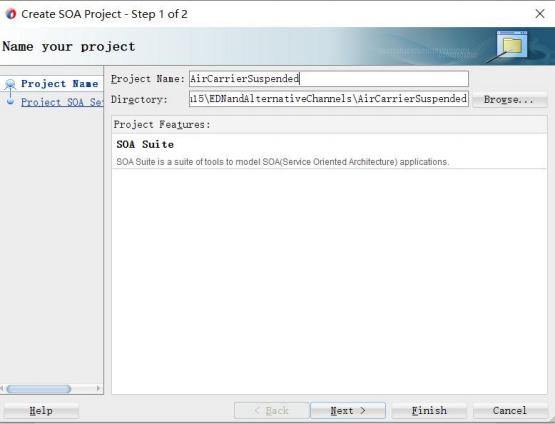 Create SOA Project - Step 1 of 2
Name your project
Project Name
Project SOA Se
Project Name: AirCarrierSuspended
Directory: 15\EDNandAlternativeChannels\AirCarrierSuspended Browse...
Project Features:
SOA Suite
SOA Suite is a suite of tools to model SOA(Service Oriented Architecture) applications.
Help < Back Next > Finish Cancel